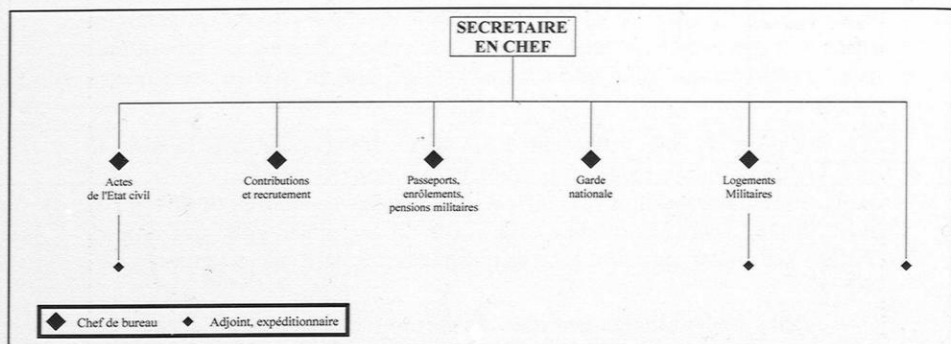 SECRETAIRE
EN CHEF
Actes
de l'Etat civil
Contributions
et recrutement
Passeports,
enrôlements,
pensions militaires
Garde
nationale
Logements
Militaires
Chef de bureau
Adjoint, expéditionnaire